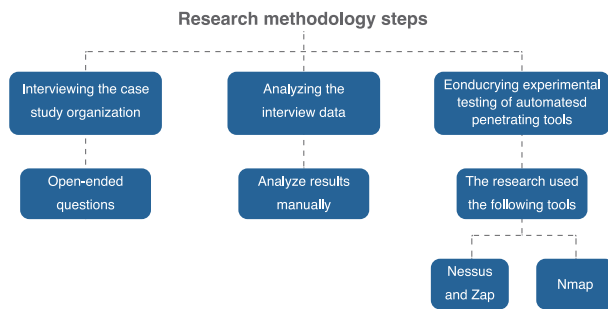 Research methodology steps
Interviewing the case
study organization
Analyzing the
interview data
Eonducrying experimental
testing of automatesd
penetrating tools
Open-ended
questions
Analyze results
manually
The research used
the following tools
Nessus
and Zap
Nmap